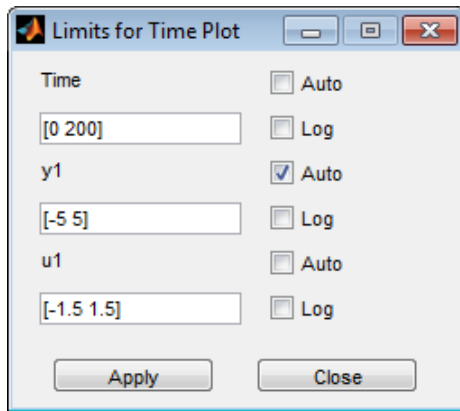 Limits for Time Plot
Time Auto
[0 200] Log
y1 Auto
[-5 5] Log
u1 Auto
[-1.5 1.5] Log
Apply Close